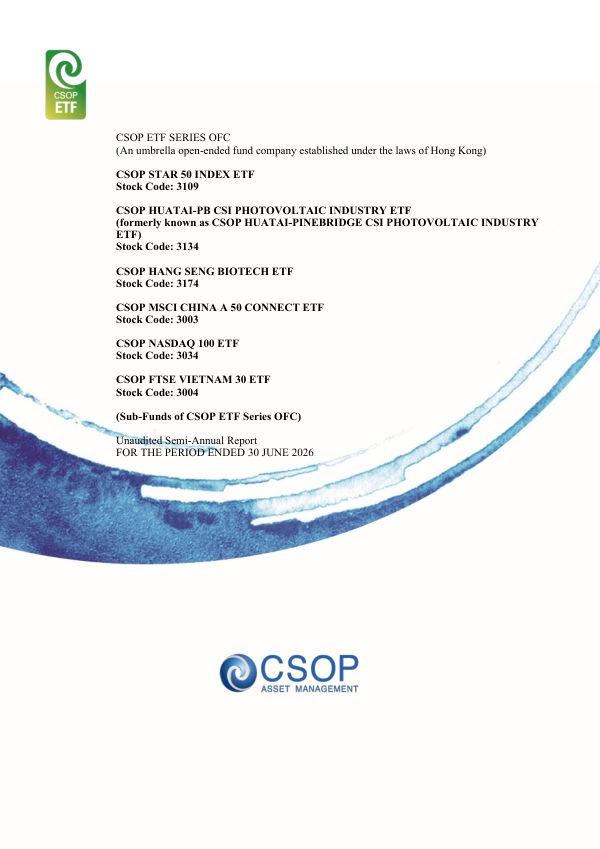 CSOP
ETF
CSOP ETF SERIES OFC
(An umbrella open-ended fund company established under the laws of Hong Kong)
CSOP STAR 50 INDEX ETF
Stock Code: 3109
CSOP HUATAI-PB CSI PHOTOVOLTAIC INDUSTRY ETF
(formerly known as CSOP HUATAI-PINEBRIDGE CSI PHOTOVOLTAIC INDUSTRY
ETF)
Stock Code: 3134
CSOP HANG SENG BIOTECH ETF
Stock Code: 3174
CSOP MSCI CHINA A 50 CONNECT ETF
Stock Code: 3003
CSOP NASDAQ 100 ETF
Stock Code: 3034
CSOP FTSE VIETNAM 30 ETF
Stock Code: 3004
(Sub-Funds of CSOP ETF Series OFC)
Unaudited Semi-Annual Report
FOR THE PERIOD ENDED 30 JUNE 2026
CSOP
ASSET MANAGEMENT